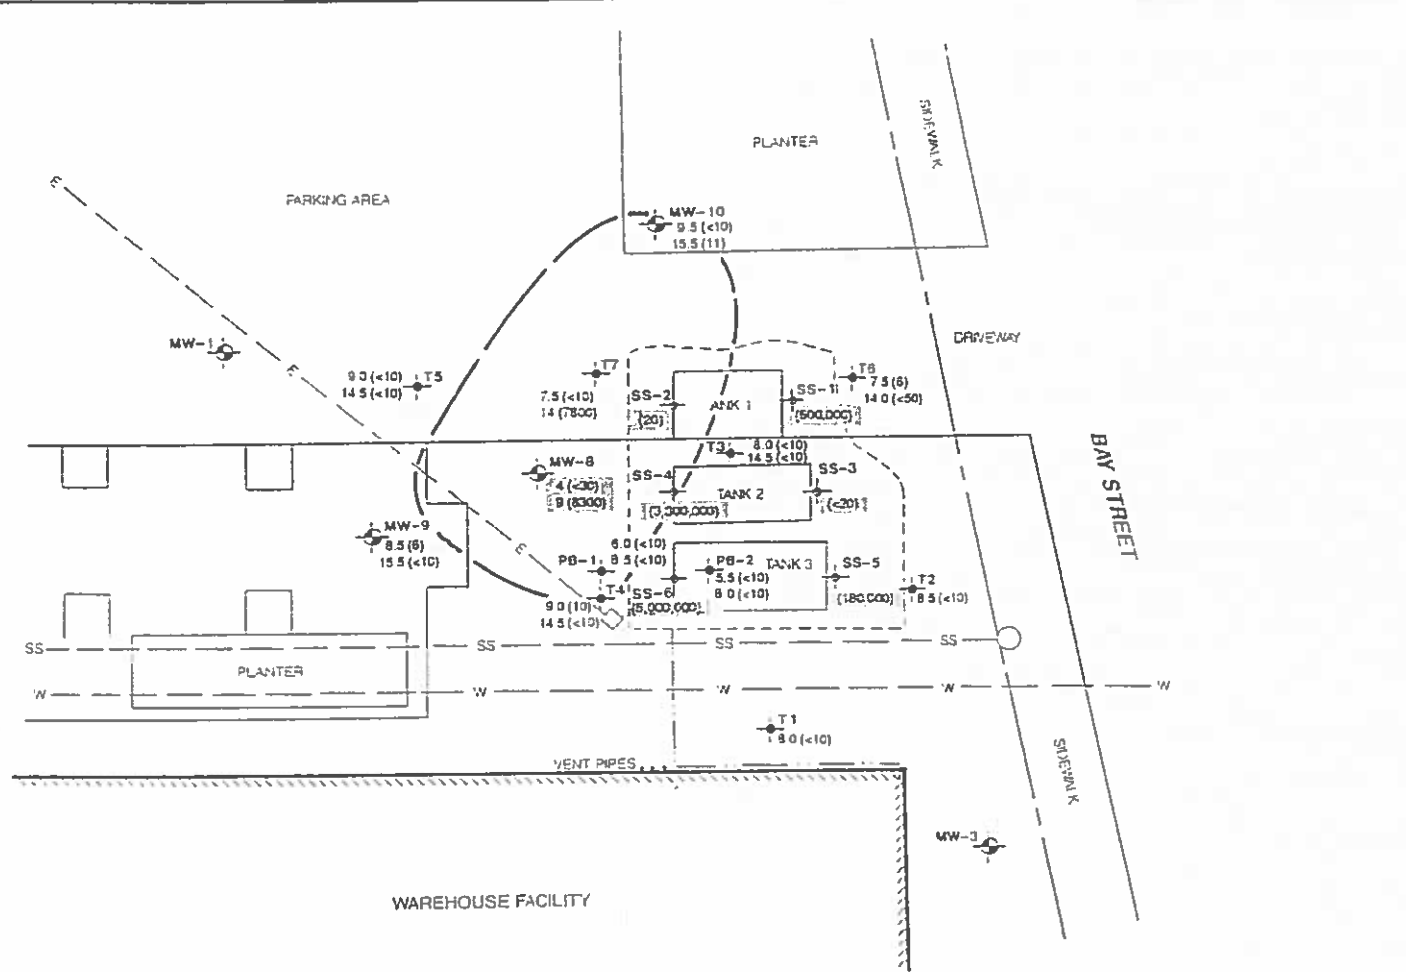 SIDEWALK
PLANTER
E
PARKING AREA
MW-10
9.5 (<10)
15.5 (11)
DRIVEWAY
MW-1
E
9.0 (<10) T5
14.5 (<10)
T7
7.5 (<10)
14 (7800)
SS-2
(20)
ANK 1
SS-1
(500,000)
T6
7.5 (6)
14.0 (<50)
BAY STREET
T3 8.0 (<10)
14.5 (<10)
MW-8
4 (<30)
9 (8300)
SS-4
(3,300,000)
TANK 2
SS-3
(<20)
MW-9
8.5 (6)
15.5 (<10)
E
6.0 (<10)
PB-1 8.5 (<10)
PB-2
5.5 (<10)
8.0 (<10)
TANK 3
SS-5
(180,000)
T2
8.5 (<10)
T4
9.0 (10)
14.5 (<10)
SS-6
(5,000,000)
SS SS SS SS
PLANTER
W W W W W
T1
8.0 (<10)
VENT PIPES
SIDEWALK
MW-3
WAREHOUSE FACILITY